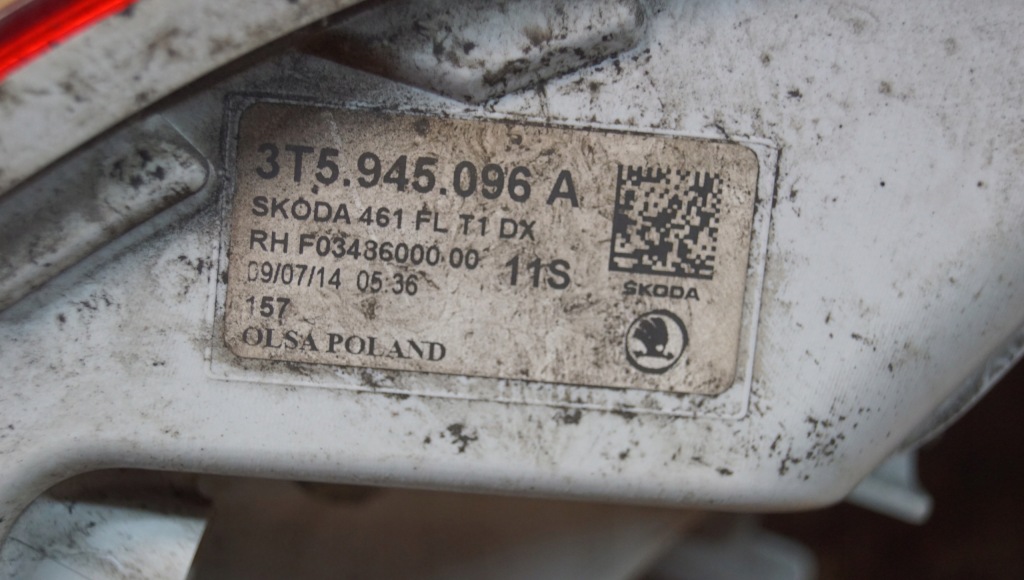 3T5.945.096 A
SKODA 461 FL T1 DX
RH F03486000.00 11S
09/07/14 05:36
157
OLSA POLAND
ŠKODA